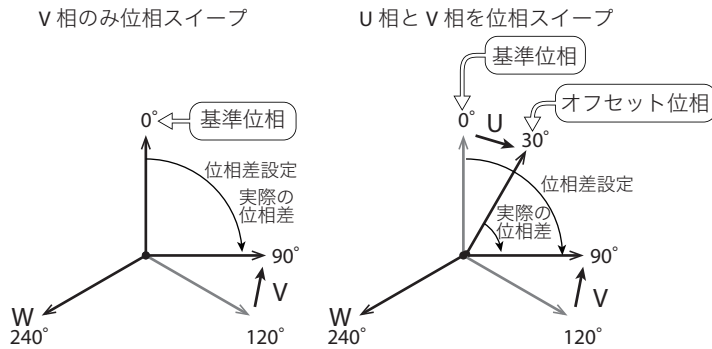 V 相のみ位相スイープ
0°
基準位相
位相差設定
実際の
位相差
90°
V
W
240°
120°
U 相と V 相を位相スイープ
基準位相
オフセット位相
0°
U
30°
位相差設定
実際の
位相差
90°
V
W
240°
120°